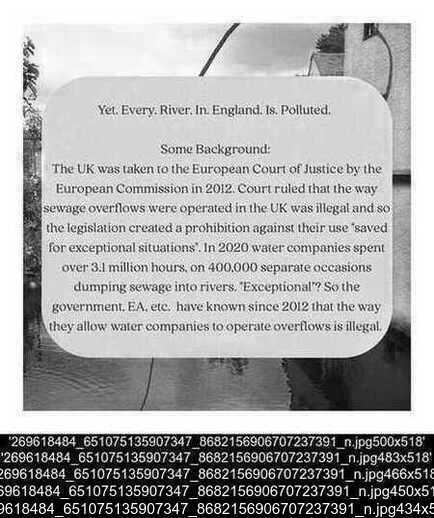 Yet. Every. River. In. England. Is. Polluted.
Some Background:
The UK was taken to the European Court of Justice by the
European Commission in 2012. Court ruled that the way
sewage overflows were operated in the UK was illegal and so
the legislation created a prohibition against their use "saved
for exceptional situations". In 2020 water companies spent
over 3.1 million hours, on 400,000 separate occasions
dumping sewage into rivers. "Exceptional"? So the
government, EA, etc. have known since 2012 that the way
they allow water companies to operate overflows is illegal.
'269618484_651075135907347_8682156906707237391_n.jpg500x518'
'269618484_651075135907347_8682156906707237391_n.jpg483x518'
269618484_651075135907347_8682156906707237391_n.jpg466x518
69618484_651075135907347_8682156906707237391_n.jpg450x51
9618484_651075135907347_8682156906707237391_n.jpg434x5